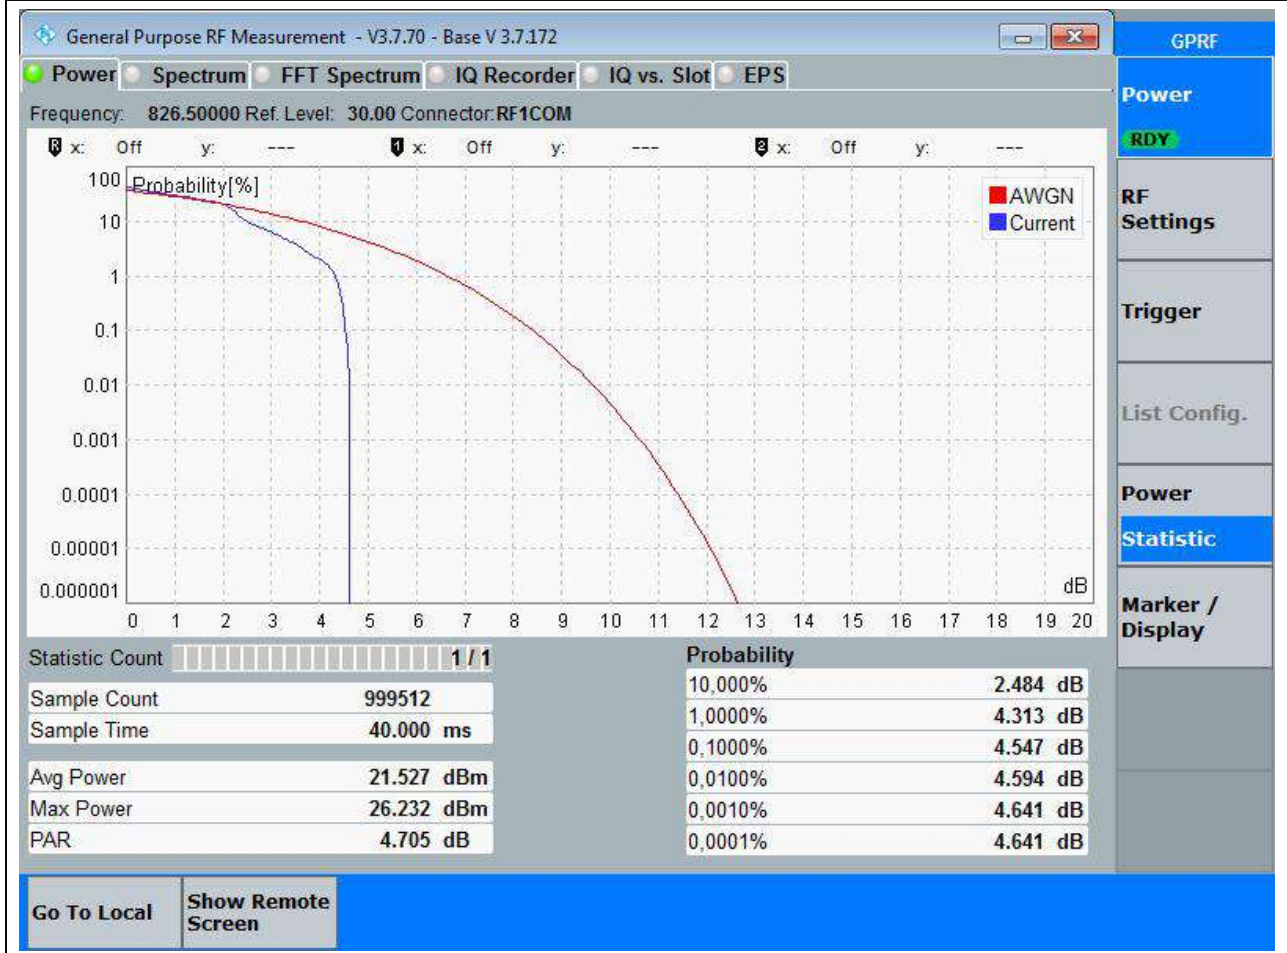 General Purpose RF Measurement - V3.7.70 - Base V 3.7.172
GPRF
Power Spectrum FFT Spectrum IQ Recorder IQ vs. Slot EPS
Frequency: 826.50000 Ref. Level: 30.00 Connector: RF1COM
R x: Off y: --- 1 x: Off y: --- 2 x: Off y: ---
Probability[%]
100
10
1
0.1
0.01
0.001
0.0001
0.00001
0.000001
AWGN
Current
dB
0 1 2 3 4 5 6 7 8 9 10 11 12 13 14 15 16 17 18 19 20
Statistic Count 1 / 1
Sample Count 999512
Sample Time 40.000 ms
Avg Power 21.527 dBm
Max Power 26.232 dBm
PAR 4.705 dB
Probability
10,000% 2.484 dB
1,0000% 4.313 dB
0,1000% 4.547 dB
0,0100% 4.594 dB
0,0010% 4.641 dB
0,0001% 4.641 dB
Power
RDY
RF
Settings
Trigger
List Config.
Power
Statistic
Marker /
Display
Go To Local
Show Remote
Screen